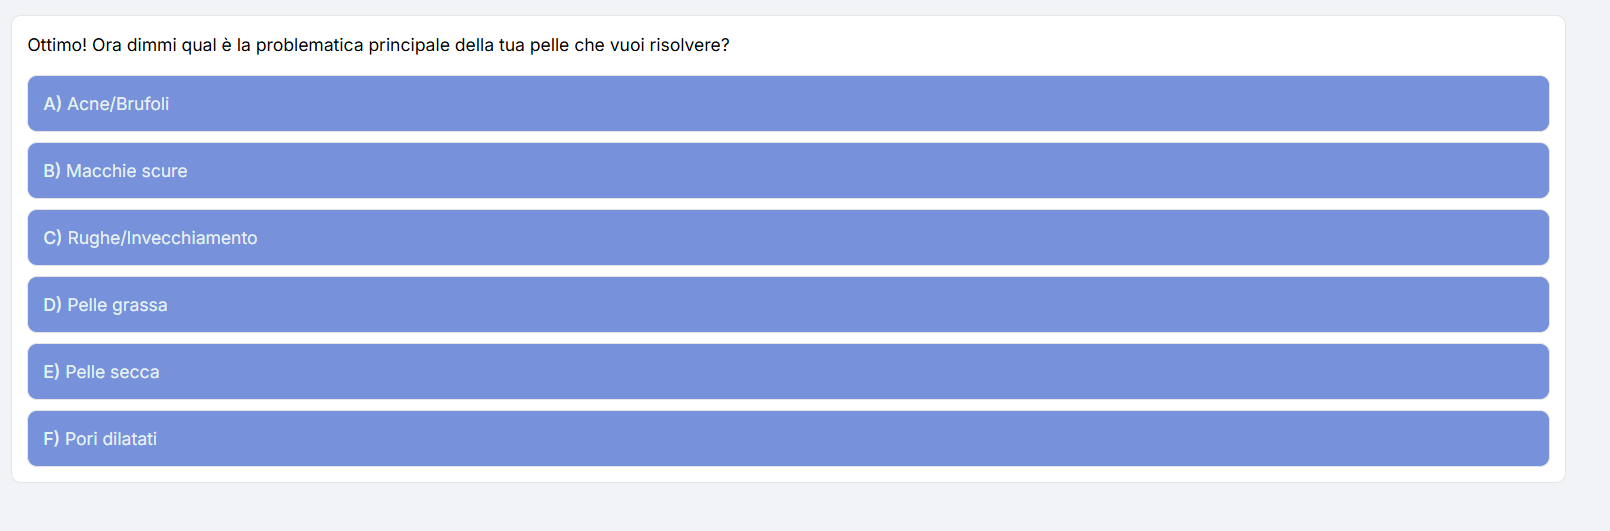 Ottimo! Ora dimmi qual è la problematica principale della tua pelle che vuoi risolvere?
A) Acne/Brufoli
B) Macchie scure
C) Rughe/Invecchiamento
D) Pelle grassa
E) Pelle secca
F) Pori dilatati